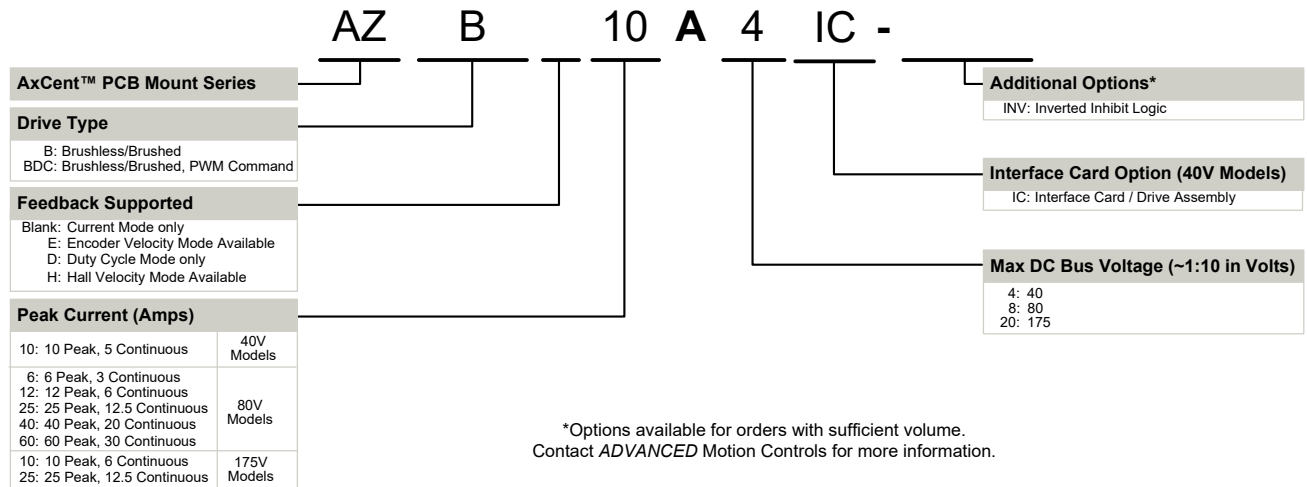 AZ B 10 A 4 IC -
AxCent™ PCB Mount Series
Drive Type
B: Brushless/Brushed
BDC: Brushless/Brushed, PWM Command
Feedback Supported
Blank: Current Mode only
E: Encoder Velocity Mode Available
D: Duty Cycle Mode only
H: Hall Velocity Mode Available
Peak Current (Amps)
10: 10 Peak, 5 Continuous
40V
Models
6: 6 Peak, 3 Continuous
12: 12 Peak, 6 Continuous
25: 25 Peak, 12.5 Continuous
40: 40 Peak, 20 Continuous
60: 60 Peak, 30 Continuous
80V
Models
10: 10 Peak, 6 Continuous
25: 25 Peak, 12.5 Continuous
175V
Models
Additional Options*
INV: Inverted Inhibit Logic
Interface Card Option (40V Models)
IC: Interface Card / Drive Assembly
Max DC Bus Voltage (~1:10 in Volts)
4: 40
8: 80
20: 175
*Options available for orders with sufficient volume.
Contact ADVANCED Motion Controls for more information.